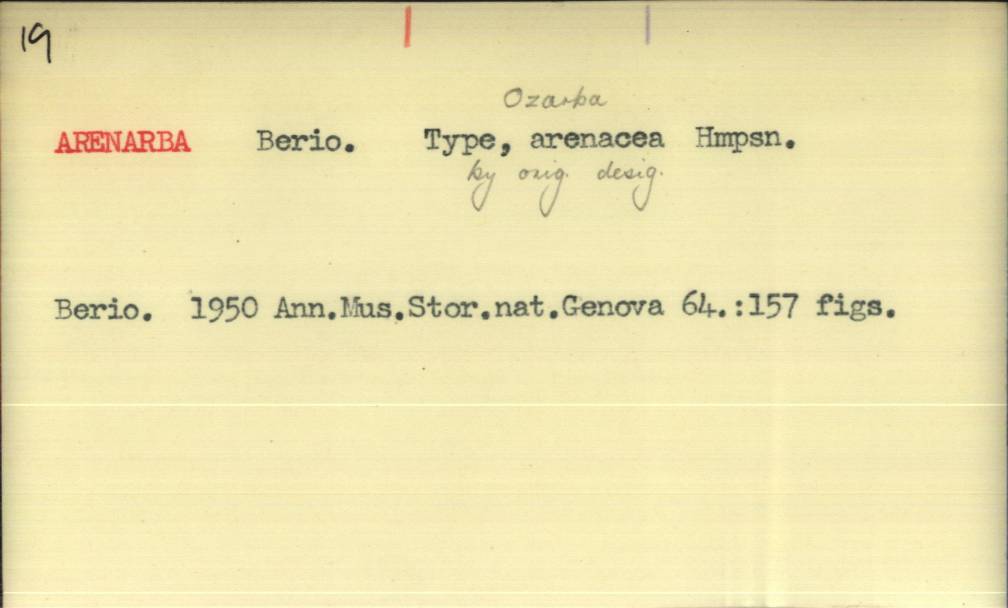 19
Ozarba
ARENARBA Berio. Type, arenacea Hmpsn.
by orig. desig.
Berio. 1950 Ann.Mus.Stor.nat.Genova 64.:157 figs.